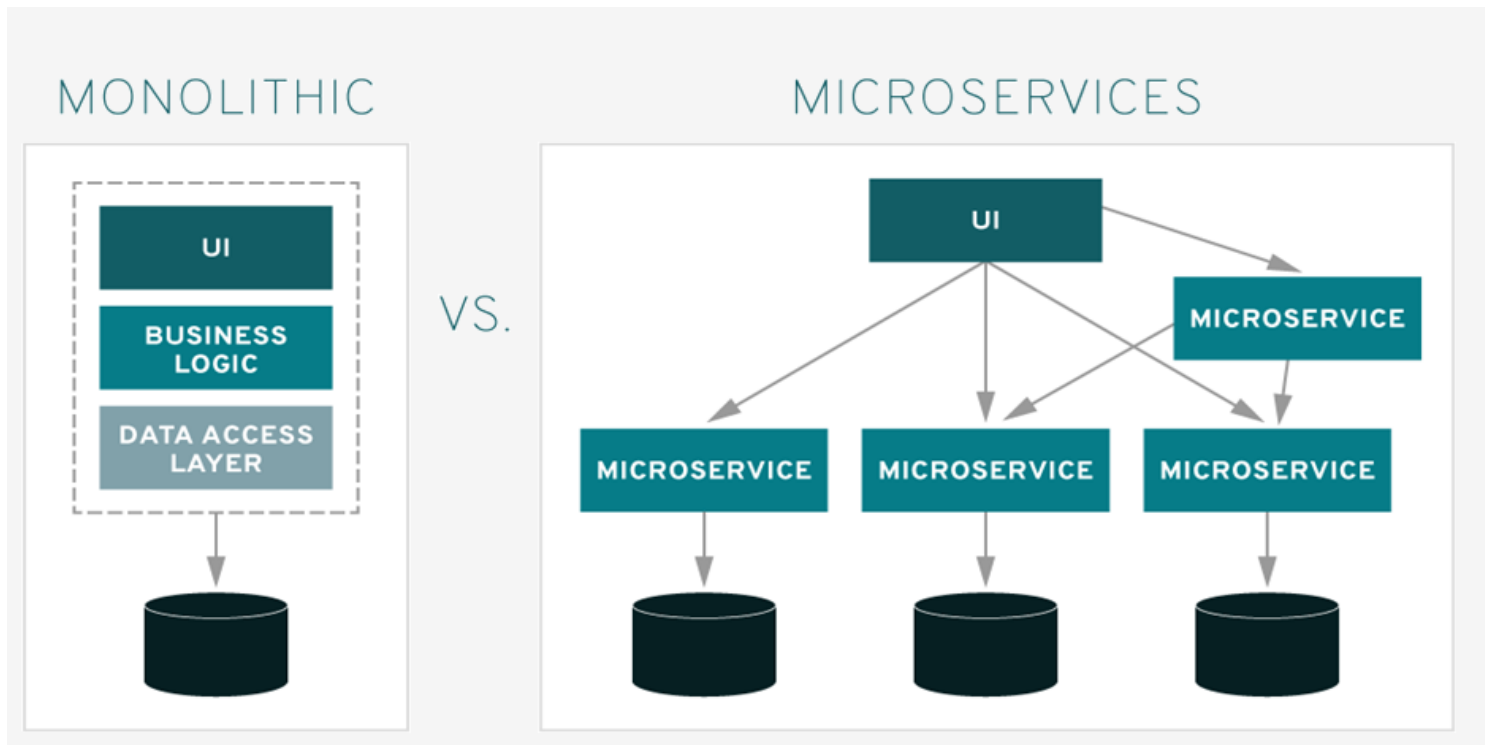 MONOLITHIC
UI
BUSINESS
LOGIC
DATA ACCESS
LAYER
VS.
MICROSERVICES
UI
MICROSERVICE
MICROSERVICE
MICROSERVICE
MICROSERVICE